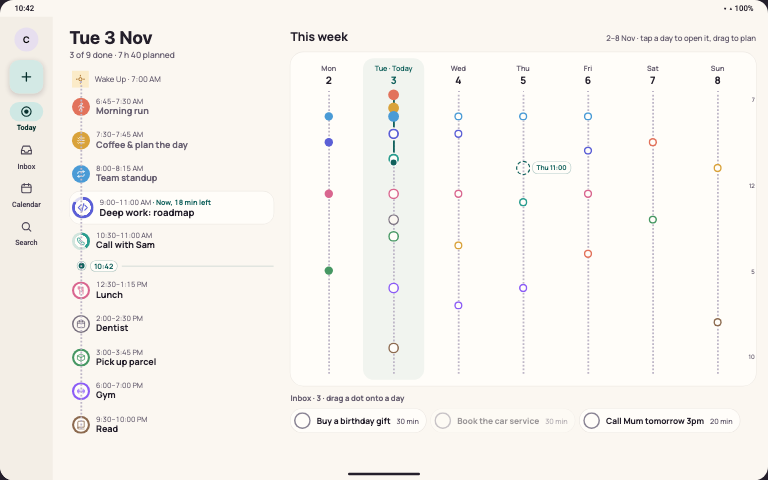 10:42
100%
C
Today
Inbox
Calendar
Search
Tue 3 Nov
3 of 9 done · 7 h 40 planned
Wake Up · 7:00 AM
6:45–7:30 AM
Morning run
7:30–7:45 AM
Coffee & plan the day
8:00–8:15 AM
Team standup
9:00–11:00 AM · Now, 18 min left
Deep work: roadmap
10:30–11:00 AM
Call with Sam
10:42
12:30–1:15 PM
Lunch
2:00–2:30 PM
Dentist
3:00–3:45 PM
Pick up parcel
6:00–7:00 PM
Gym
9:30–10:00 PM
Read
This week
2–8 Nov · tap a day to open it, drag to plan
Mon
2
Tue · Today
3
Wed
4
Thu
5
Fri
6
Sat
7
Sun
8
7
Thu 11:00
12
5
10
Inbox · 3 · drag a dot onto a day
Buy a birthday gift 30 min
Book the car service 30 min
Call Mum tomorrow 3pm 20 min